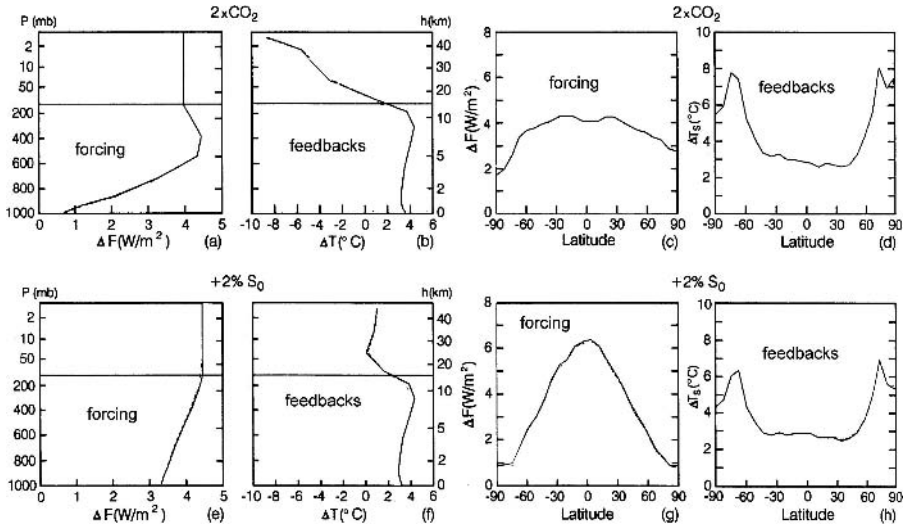 2xCO₂
2xCO₂
P (mb)
2
10
50
200
400
600
800
1000
forcing
0 1 2 3 4 5
ΔF(W/m²) (a)
h(km)
40
30
20
10
5
2
0
feedbacks
-10 -8 -6 -4 -2 0 2 4 6
ΔT(°C) (b)
8
6
4
2
0
ΔF(W/m²)
forcing
-90 -60 -30 0 30 60 90
Latitude (c)
10
8
6
4
2
0
ΔTs(°C)
feedbacks
-90 -60 -30 0 30 60 90
Latitude (d)
+2% S₀
+2% S₀
P (mb)
2
10
50
200
400
600
800
1000
forcing
0 1 2 3 4 5
ΔF(W/m²) (e)
h(km)
40
30
20
10
5
2
0
feedbacks
-10 -8 -6 -4 -2 0 2 4 6
ΔT(°C) (f)
8
6
4
2
0
ΔF(W/m²)
forcing
-90 -60 -30 0 30 60 90
Latitude (g)
10
8
6
4
2
0
ΔTs(°C)
feedbacks
-90 -60 -30 0 30 60 90
Latitude (h)